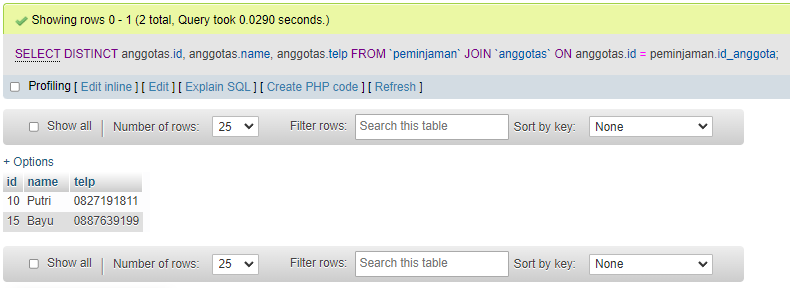 Showing rows 0 - 1 (2 total, Query took 0.0290 seconds.)
SELECT DISTINCT anggotas.id, anggotas.name, anggotas.telp FROM `peminjaman` JOIN `anggotas` ON anggotas.id = peminjaman.id_anggota;
Profiling [ Edit inline ] [ Edit ] [ Explain SQL ] [ Create PHP code ] [ Refresh ]
Show all Number of rows: 25 Filter rows: Search this table Sort by key: None
+ Options
id name telp
10 Putri 0827191811
15 Bayu 0887639199
Show all Number of rows: 25 Filter rows: Search this table Sort by key: None